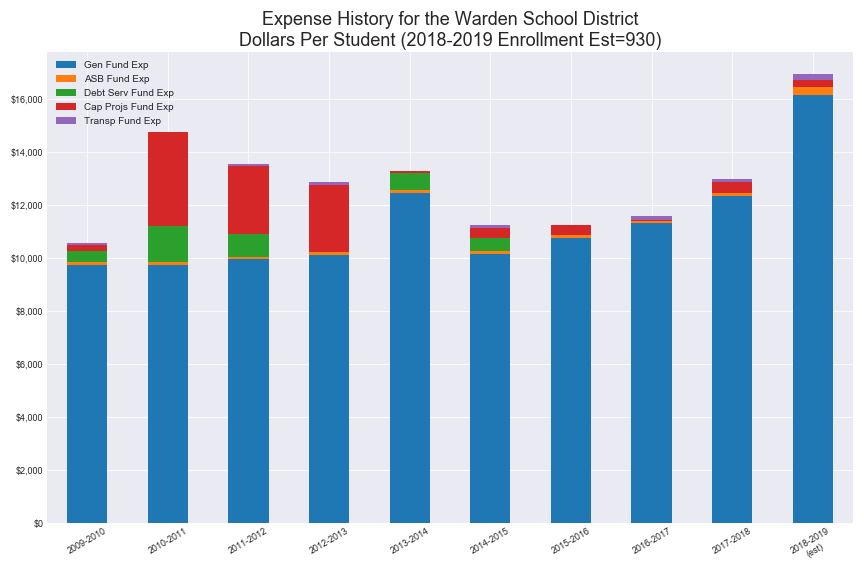 Expense History for the Warden School District
Dollars Per Student (2018-2019 Enrollment Est=930)
Gen Fund Exp
ASB Fund Exp
Debt Serv Fund Exp
Cap Projs Fund Exp
Transp Fund Exp
$16,000
$14,000
$12,000
$10,000
$8,000
$6,000
$4,000
$2,000
$0
2009-2010
2010-2011
2011-2012
2012-2013
2013-2014
2014-2015
2015-2016
2016-2017
2017-2018
2018-2019
(est)